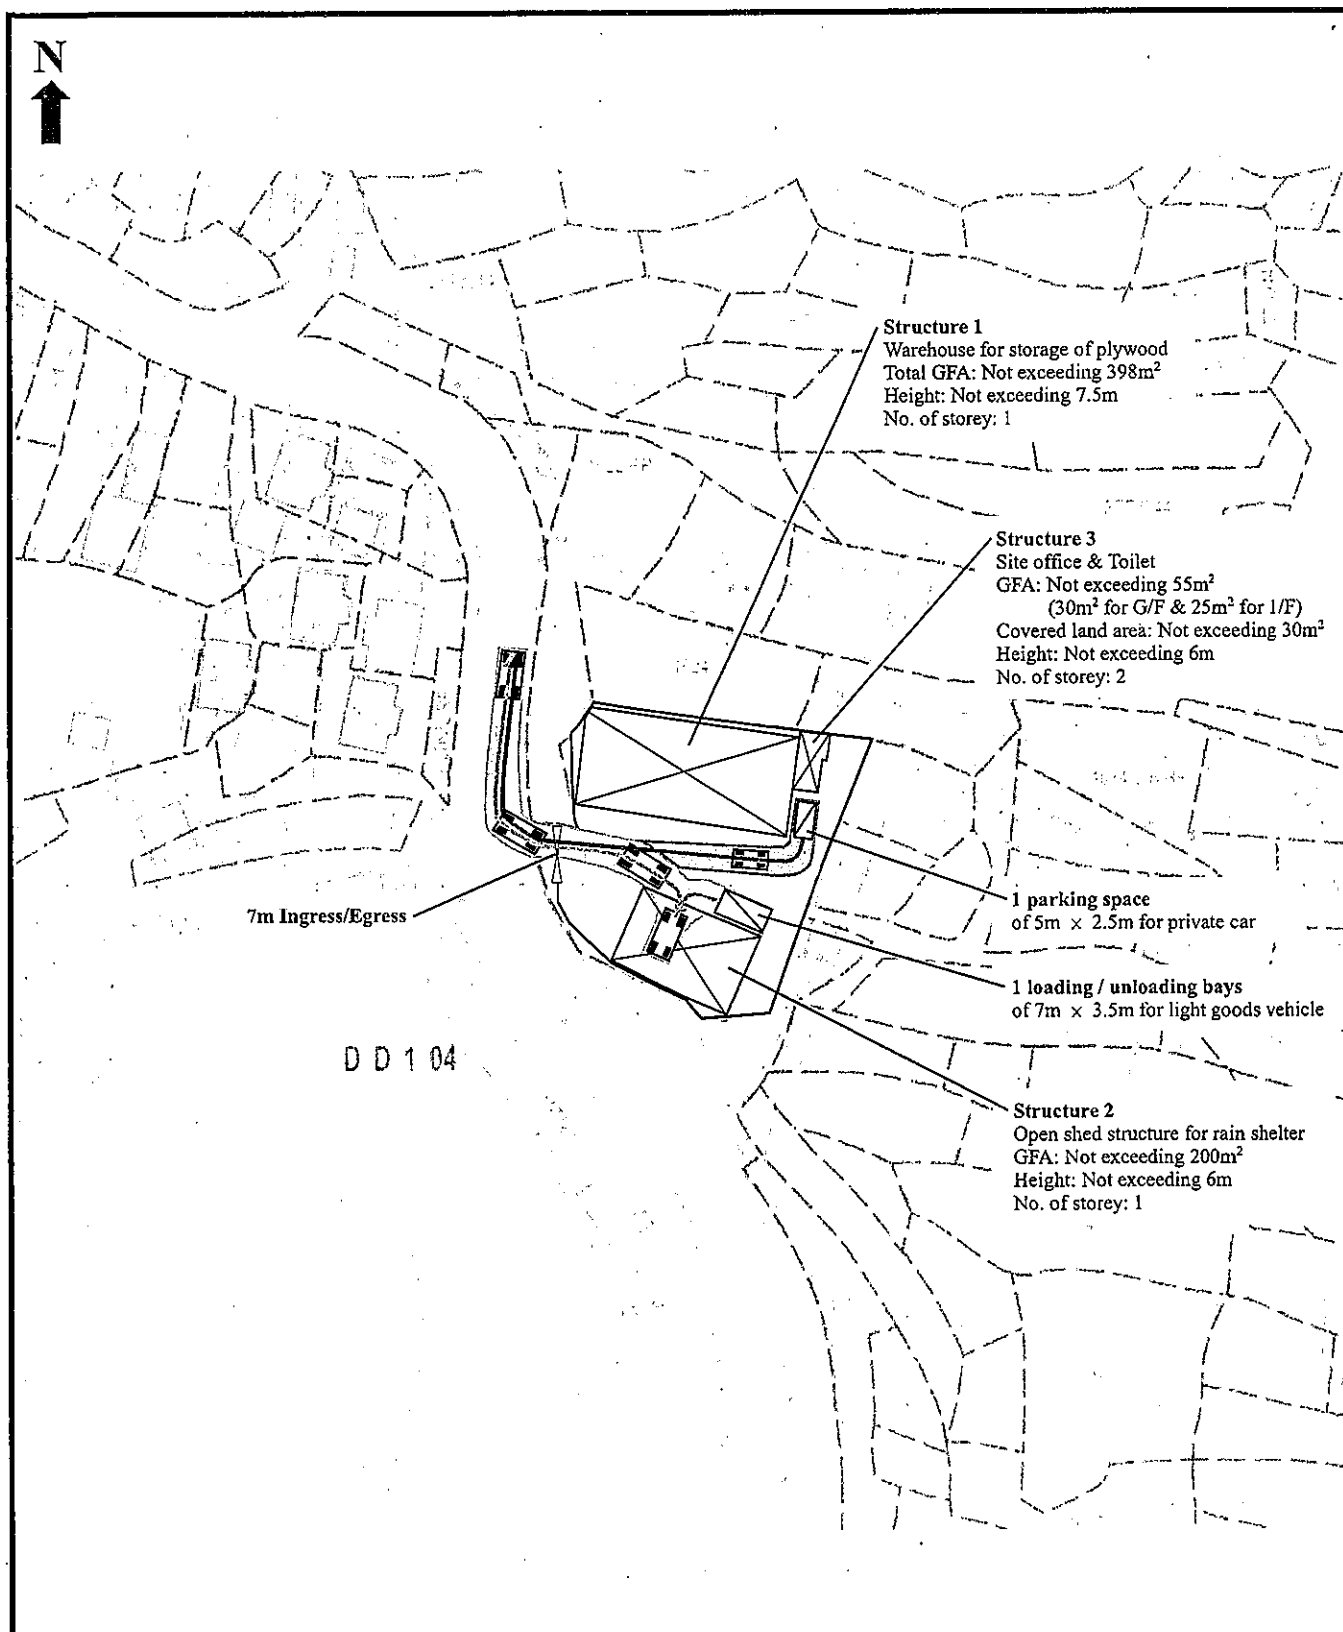 N
Structure 1
Warehouse for storage of plywood
Total GFA: Not exceeding 398m²
Height: Not exceeding 7.5m
No. of storey: 1
Structure 3
Site office & Toilet
GFA: Not exceeding 55m²
(30m² for G/F & 25m² for 1/F)
Covered land area: Not exceeding 30m²
Height: Not exceeding 6m
No. of storey: 2
1 parking space
of 5m × 2.5m for private car
7m Ingress/Egress
1 loading / unloading bays
of 7m × 3.5m for light goods vehicle
D D 1 04
Structure 2
Open shed structure for rain shelter
GFA: Not exceeding 200m²
Height: Not exceeding 6m
No. of storey: 1